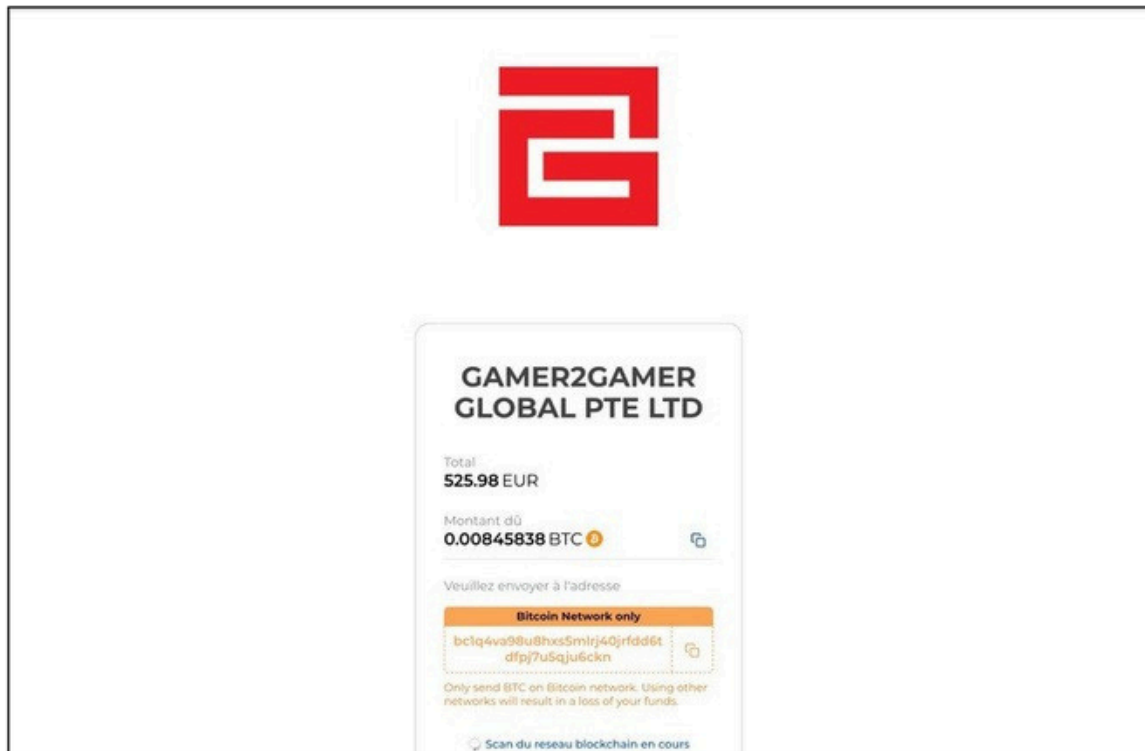 GAMER2GAMER
GLOBAL PTE LTD
Total
525.98 EUR
Montant dû
0.00845838 BTC
Veuillez envoyer à l'adresse
Bitcoin Network only
bc1q4va98u8hxs5mlrj40jrfdd6t
dfpj7u5qju6ckn
Only send BTC on Bitcoin network. Using other
networks will result in a loss of your funds.
Scan du reseau blockchain en cours